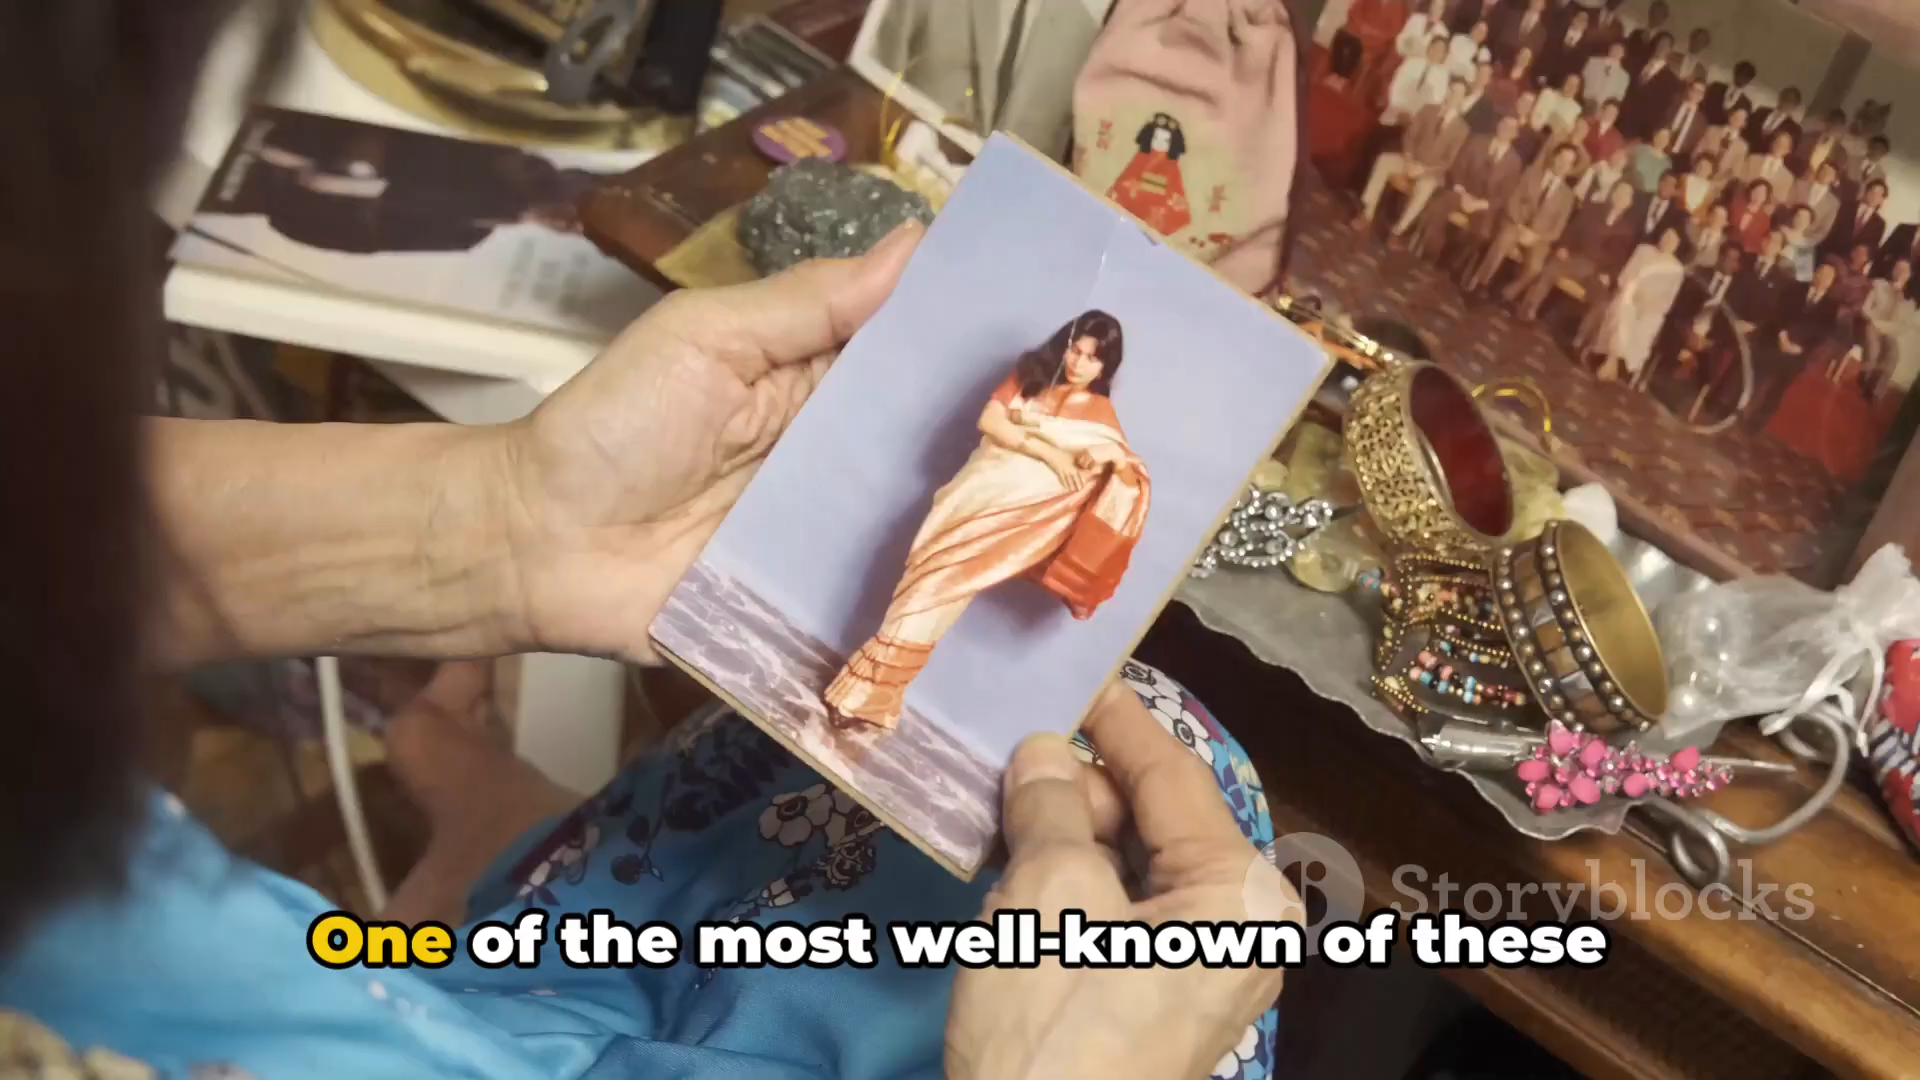 Storyblocks
One of the most well-known of these